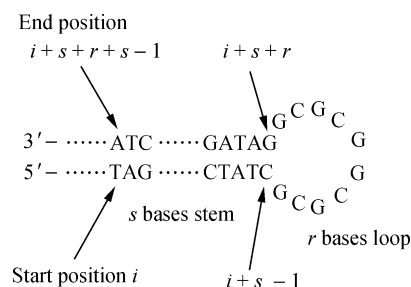 End position
i + s + r + s – 1
i + s + r
G C G C G
3′– ······ATC ······GATAG
5′– ······TAG ······CTATC
G C G C G
s bases stem
r bases loop
Start position i
i + s – 1